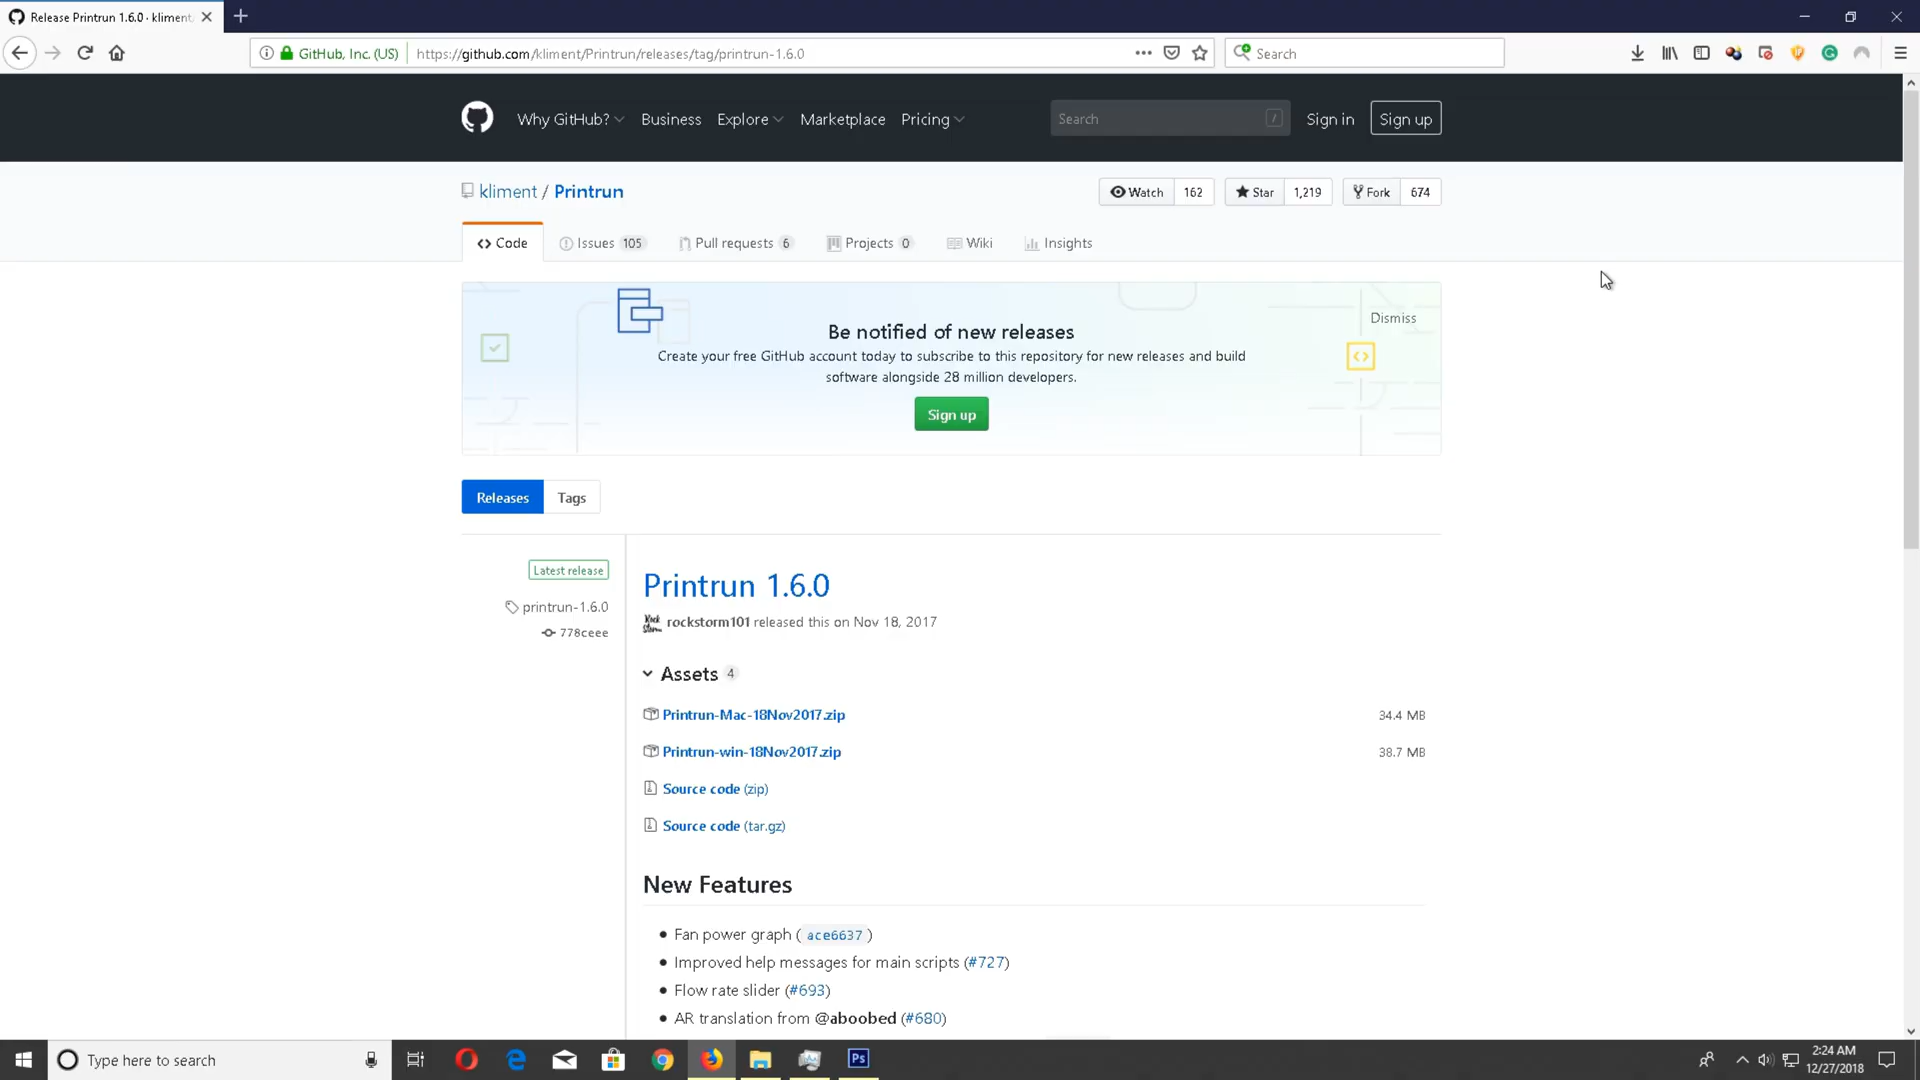 Release Printrun 1.6.0 · kliment
GitHub, Inc. (US)
https://github.com/kliment/Printrun/releases/tag/printrun-1.6.0
Search
Why GitHub?
Business
Explore
Marketplace
Pricing
Search
/
Sign in
Sign up
kliment / Printrun
Watch 162
Star 1,219
Fork 674
Code
Issues 105
Pull requests 6
Projects 0
Wiki
Insights
Be notified of new releases
Dismiss
Create your free GitHub account today to subscribe to this repository for new releases and build
software alongside 28 million developers.
Sign up
Releases
Tags
Latest release
printrun-1.6.0
778ceee
Printrun 1.6.0
rockstorm101 released this on Nov 18, 2017
Assets 4
Printrun-Mac-18Nov2017.zip 34.4 MB
Printrun-win-18Nov2017.zip 38.7 MB
Source code (zip)
Source code (tar.gz)
New Features
Fan power graph (ace6637)
Improved help messages for main scripts (#727)
Flow rate slider (#693)
AR translation from @aboobed (#680)
Type here to search
Ps
2:24 AM
12/27/2018